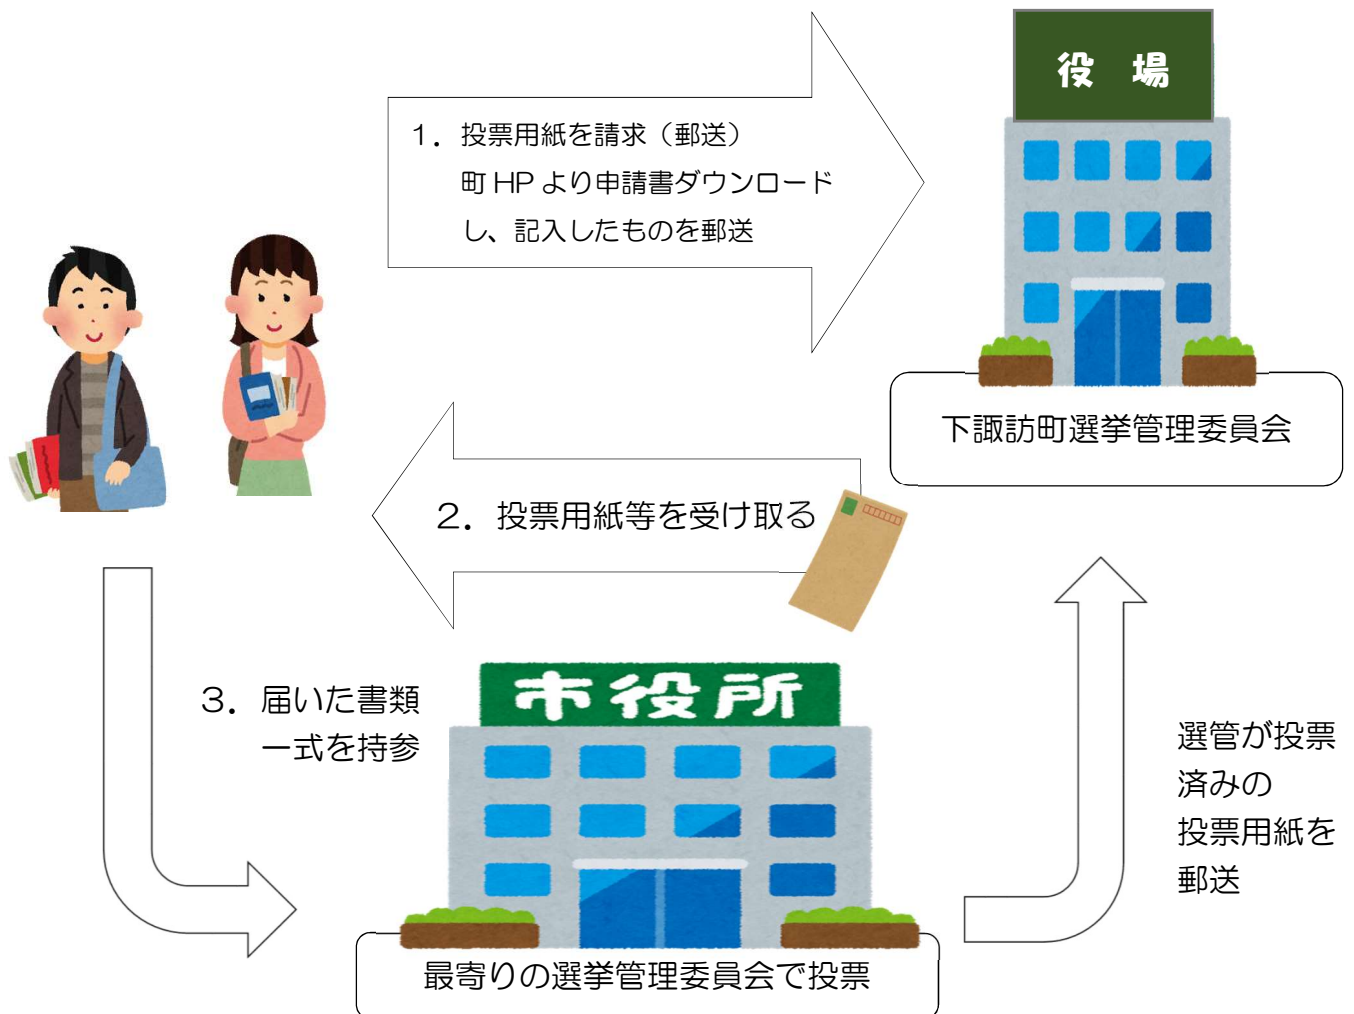 役 場
1．投票用紙を請求（郵送）
町 HP より申請書ダウンロード
し、記入したものを郵送
下諏訪町選挙管理委員会
2．投票用紙等を受け取る
3．届いた書類
一式を持参
市役所
最寄りの選挙管理委員会で投票
選管が投票
済みの
投票用紙を
郵送